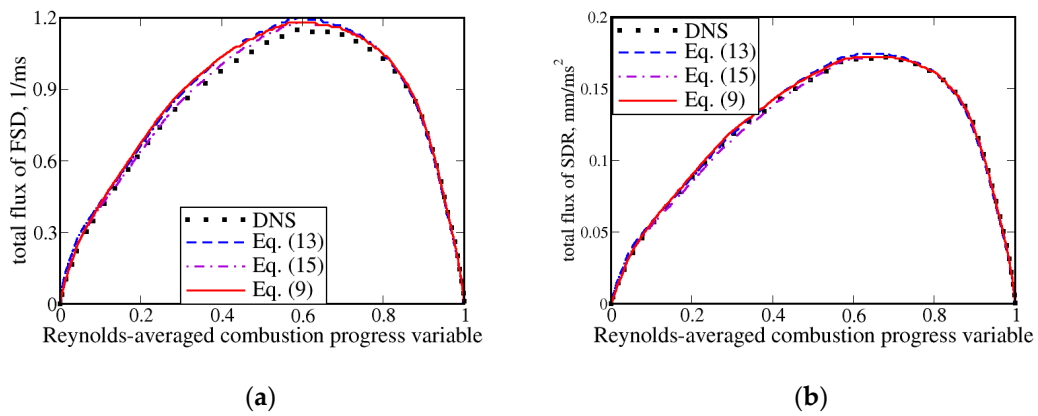 1.2
0.9
0.6
0.3
0
total flux of FSD, 1/ms
DNS
Eq. (13)
Eq. (15)
Eq. (9)
0 0.2 0.4 0.6 0.8 1
Reynolds-averaged combustion progress variable
(a)
0.2
0.15
0.1
0.05
0
total flux of SDR, mm/ms²
DNS
Eq. (13)
Eq. (15)
Eq. (9)
0 0.2 0.4 0.6 0.8 1
Reynolds-averaged combustion progress variable
(b)